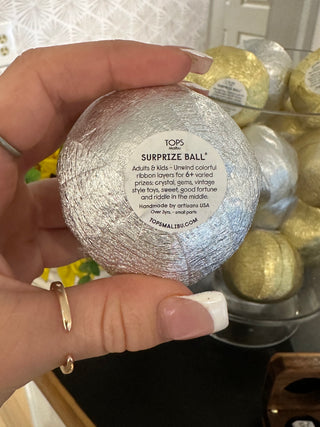 TOPS
Malibu
SURPRIZE BALL®
Adults & Kids - Unwind colorful
ribbon layers for 6+ varied
prizes; crystal, gems, vintage
style toys, sweet, good fortune
and riddle in the middle.
Handmade by artisans USA
Over 3yrs. - small parts
TOPSMALIBU.COM